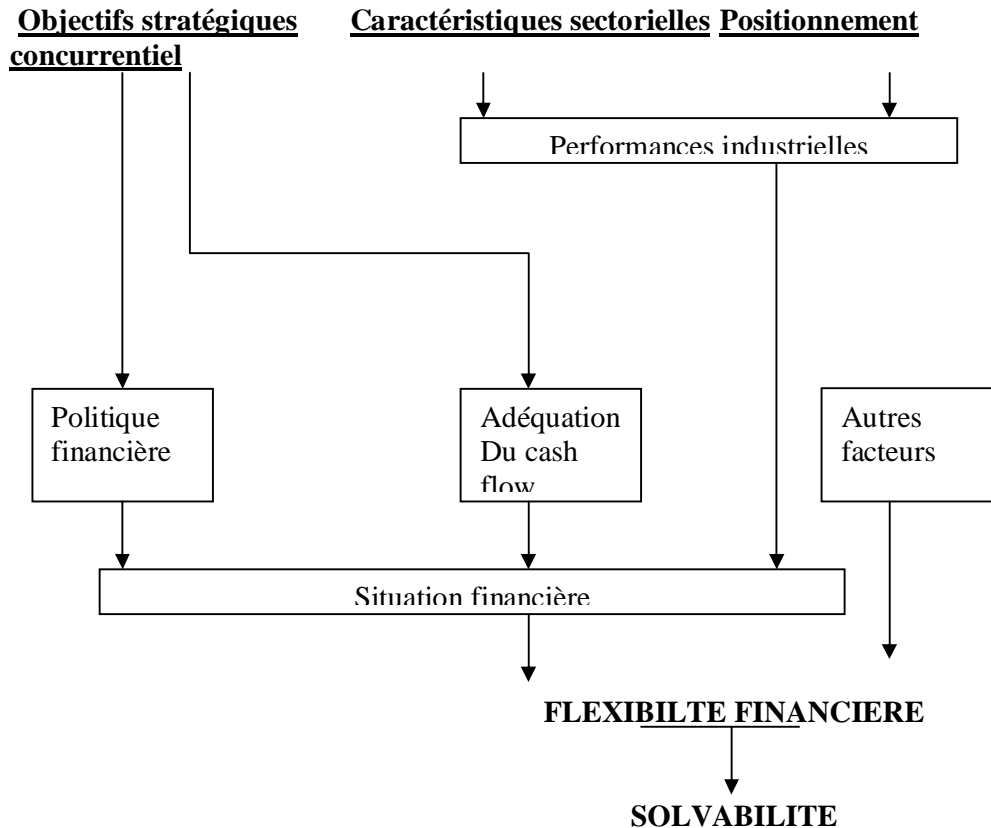 Objectifs stratégiques Caractéristiques sectorielles Positionnement
concurrentiel
Performances industrielles
Politique
financière
Adéquation
Du cash
flow
Autres
facteurs
Situation financière
FLEXIBILTE FINANCIERE
SOLVABILITE